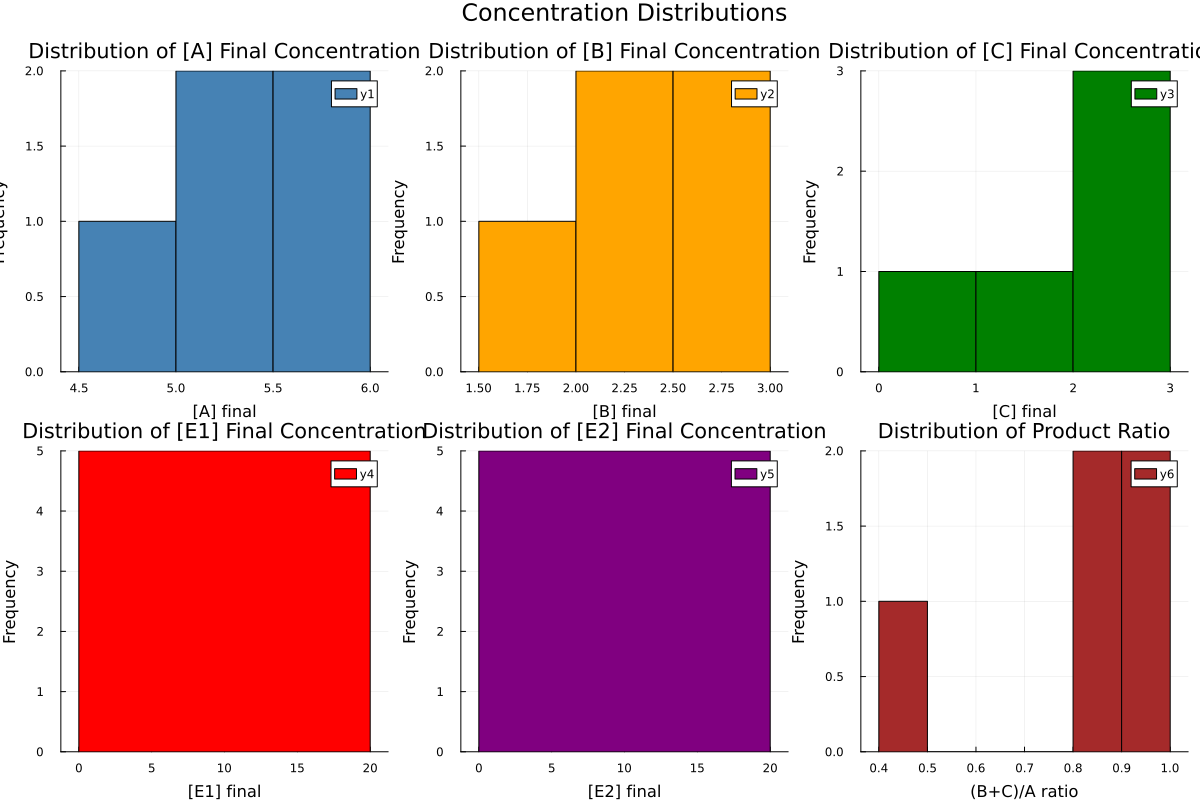 Concentration Distributions
Distribution of [A] Final Concentration
2.0
1.5
1.0
0.5
0.0
4.5 5.0 5.5 6.0
[A] final
Frequency
y1
Distribution of [B] Final Concentration
2.0
1.5
1.0
0.5
0.0
1.50 1.75 2.00 2.25 2.50 2.75 3.00
[B] final
Frequency
y2
Distribution of [C] Final Concentratio
3
2
1
0
0 1 2 3
[C] final
Frequency
y3
Distribution of [E1] Final Concentration
5
4
3
2
1
0
0 5 10 15 20
[E1] final
Frequency
y4
Distribution of [E2] Final Concentration
5
4
3
2
1
0
0 5 10 15 20
[E2] final
Frequency
y5
Distribution of Product Ratio
2.0
1.5
1.0
0.5
0.0
0.4 0.5 0.6 0.7 0.8 0.9 1.0
(B+C)/A ratio
Frequency
y6